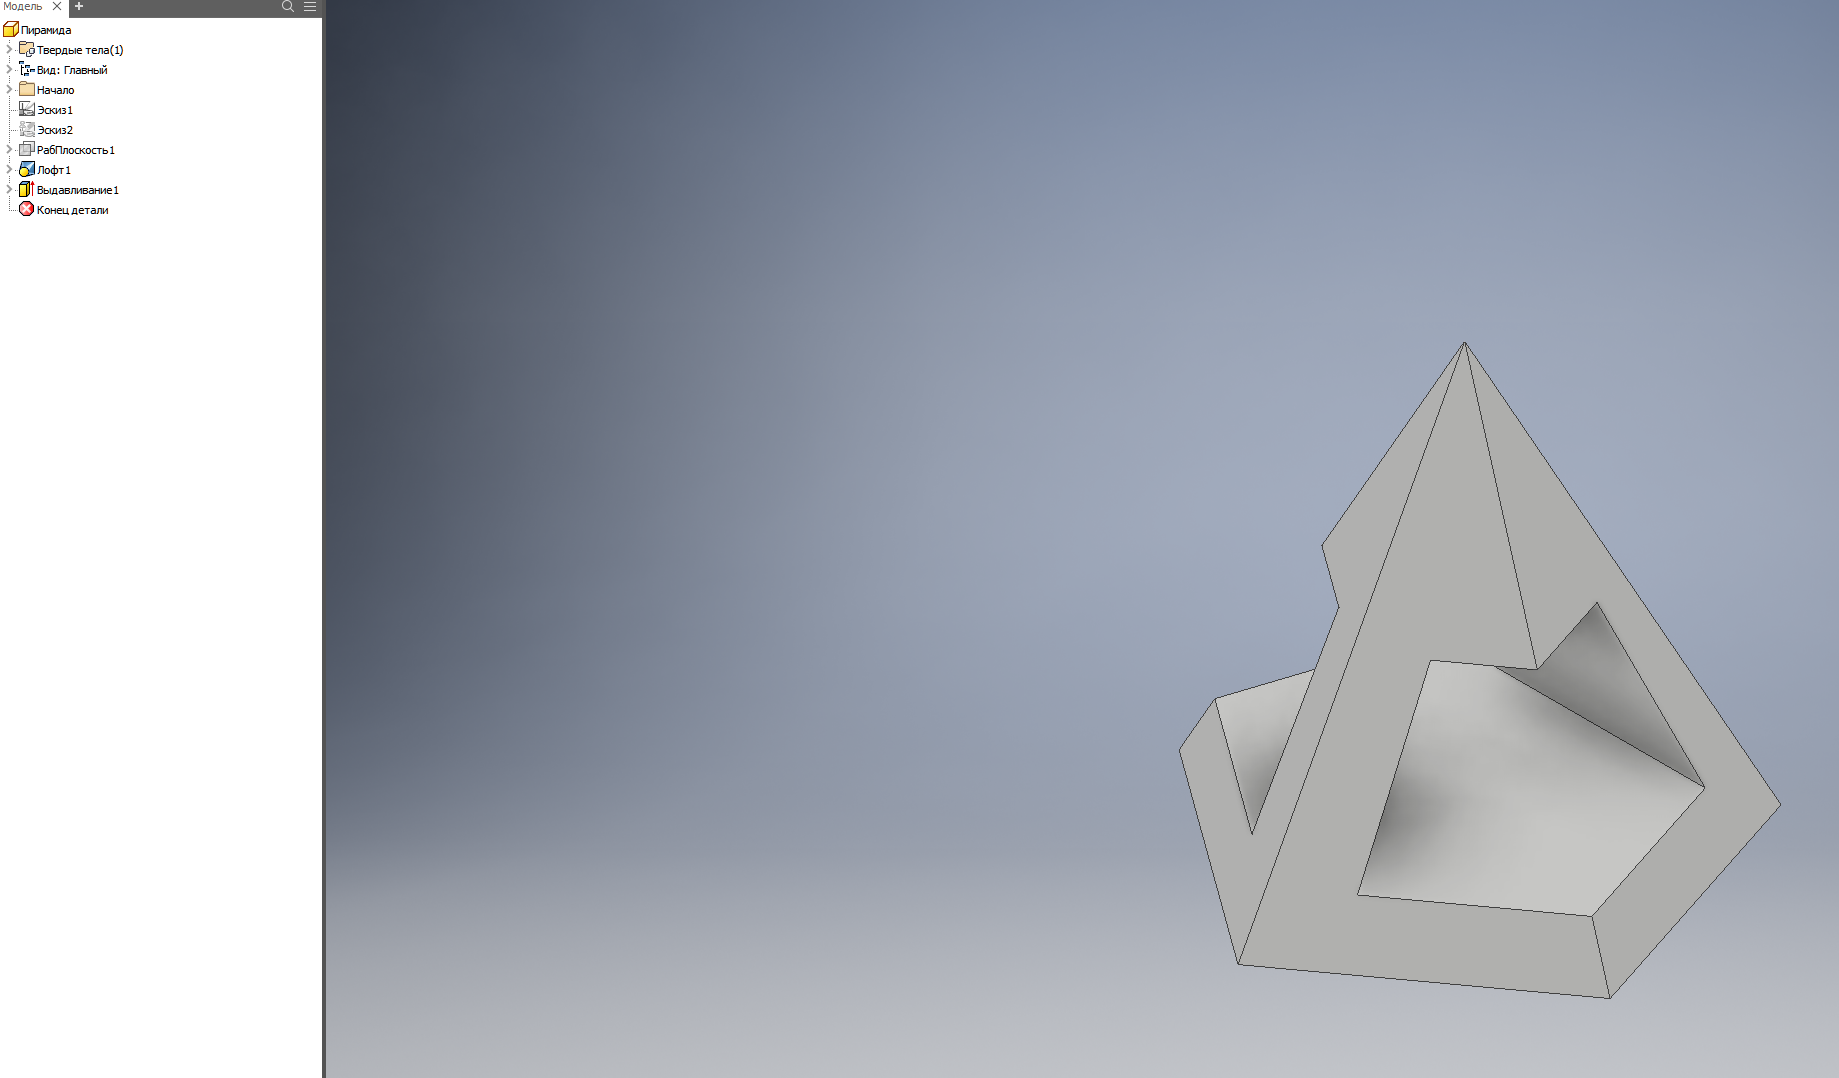 Модель
Пирамида
Твердые тела(1)
Вид: Главный
Начало
Эскиз1
Эскиз2
РабПлоскость1
Лофт1
Выдавливание1
Конец детали